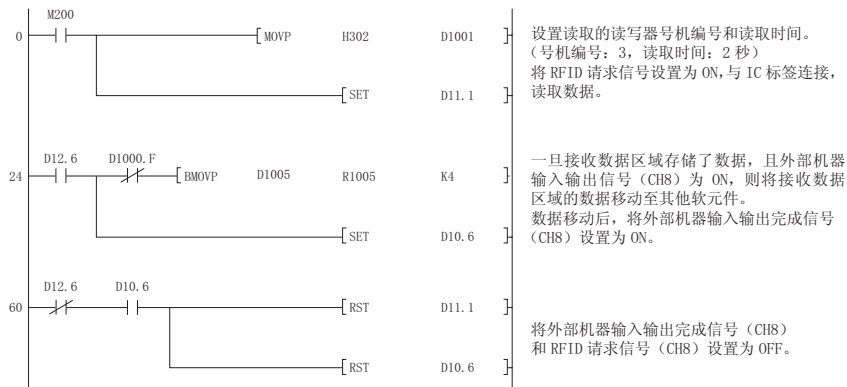 M200
0 MOVP H302 D1001
设置读取的读写器号机编号和读取时间。
（号机编号：3，读取时间：2 秒）
将 RFID 请求信号设置为 ON,与 IC 标签连接，
读取数据。
SET D11.1
D12.6 D1000.F
24 BMOVP D1005 R1005 K4
一旦接收数据区域存储了数据，且外部机器
输入输出信号（CH8）为 ON，则将接收数据
区域的数据移动至其他软元件。
数据移动后，将外部机器输入输出完成信号
（CH8）设置为 ON。
SET D10.6
D12.6 D10.6
60 RST D11.1
将外部机器输入输出完成信号（CH8）
和 RFID 请求信号（CH8）设置为 OFF。
RST D10.6